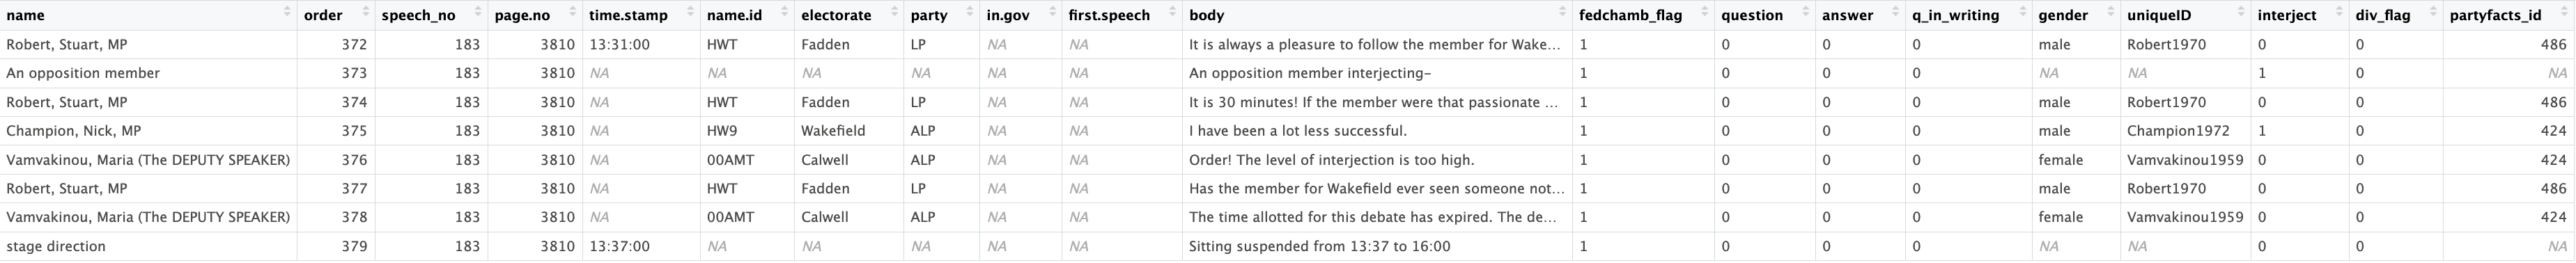 name order speech_no page.no time.stamp name.id electorate party in.gov first.speech body fedchamb_flag question answer q_in_writing gender uniqueID interject div_flag partyfacts_id
Robert, Stuart, MP 372 183 3810 13:31:00 HWT Fadden LP NA NA It is always a pleasure to follow the member for Wake... 1 0 0 0 male Robert1970 0 0 486
An opposition member 373 183 3810 NA NA NA NA NA NA An opposition member interjecting– 1 0 0 0 NA NA 1 0 NA
Robert, Stuart, MP 374 183 3810 NA HWT Fadden LP NA NA It is 30 minutes! If the member were that passionate ... 1 0 0 0 male Robert1970 0 0 486
Champion, Nick, MP 375 183 3810 NA HW9 Wakefield ALP NA NA I have been a lot less successful. 1 0 0 0 male Champion1972 1 0 424
Vamvakinou, Maria (The DEPUTY SPEAKER) 376 183 3810 NA 00AMT Calwell ALP NA NA Order! The level of interjection is too high. 1 0 0 0 female Vamvakinou1959 0 0 424
Robert, Stuart, MP 377 183 3810 NA HWT Fadden LP NA NA Has the member for Wakefield ever seen someone not... 1 0 0 0 male Robert1970 0 0 486
Vamvakinou, Maria (The DEPUTY SPEAKER) 378 183 3810 NA 00AMT Calwell ALP NA NA The time allotted for this debate has expired. The de... 1 0 0 0 female Vamvakinou1959 0 0 424
stage direction 379 183 3810 13:37:00 NA NA NA NA NA Sitting suspended from 13:37 to 16:00 1 0 0 0 NA NA 0 0 NA